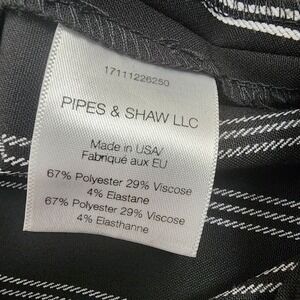 17111226250
PIPES & SHAW LLC
Made in USA/
Fabriqué aux EU
67% Polyester 29% Viscose
4% Elastane
67% Polyester 29% Viscose
4% Elasthanne